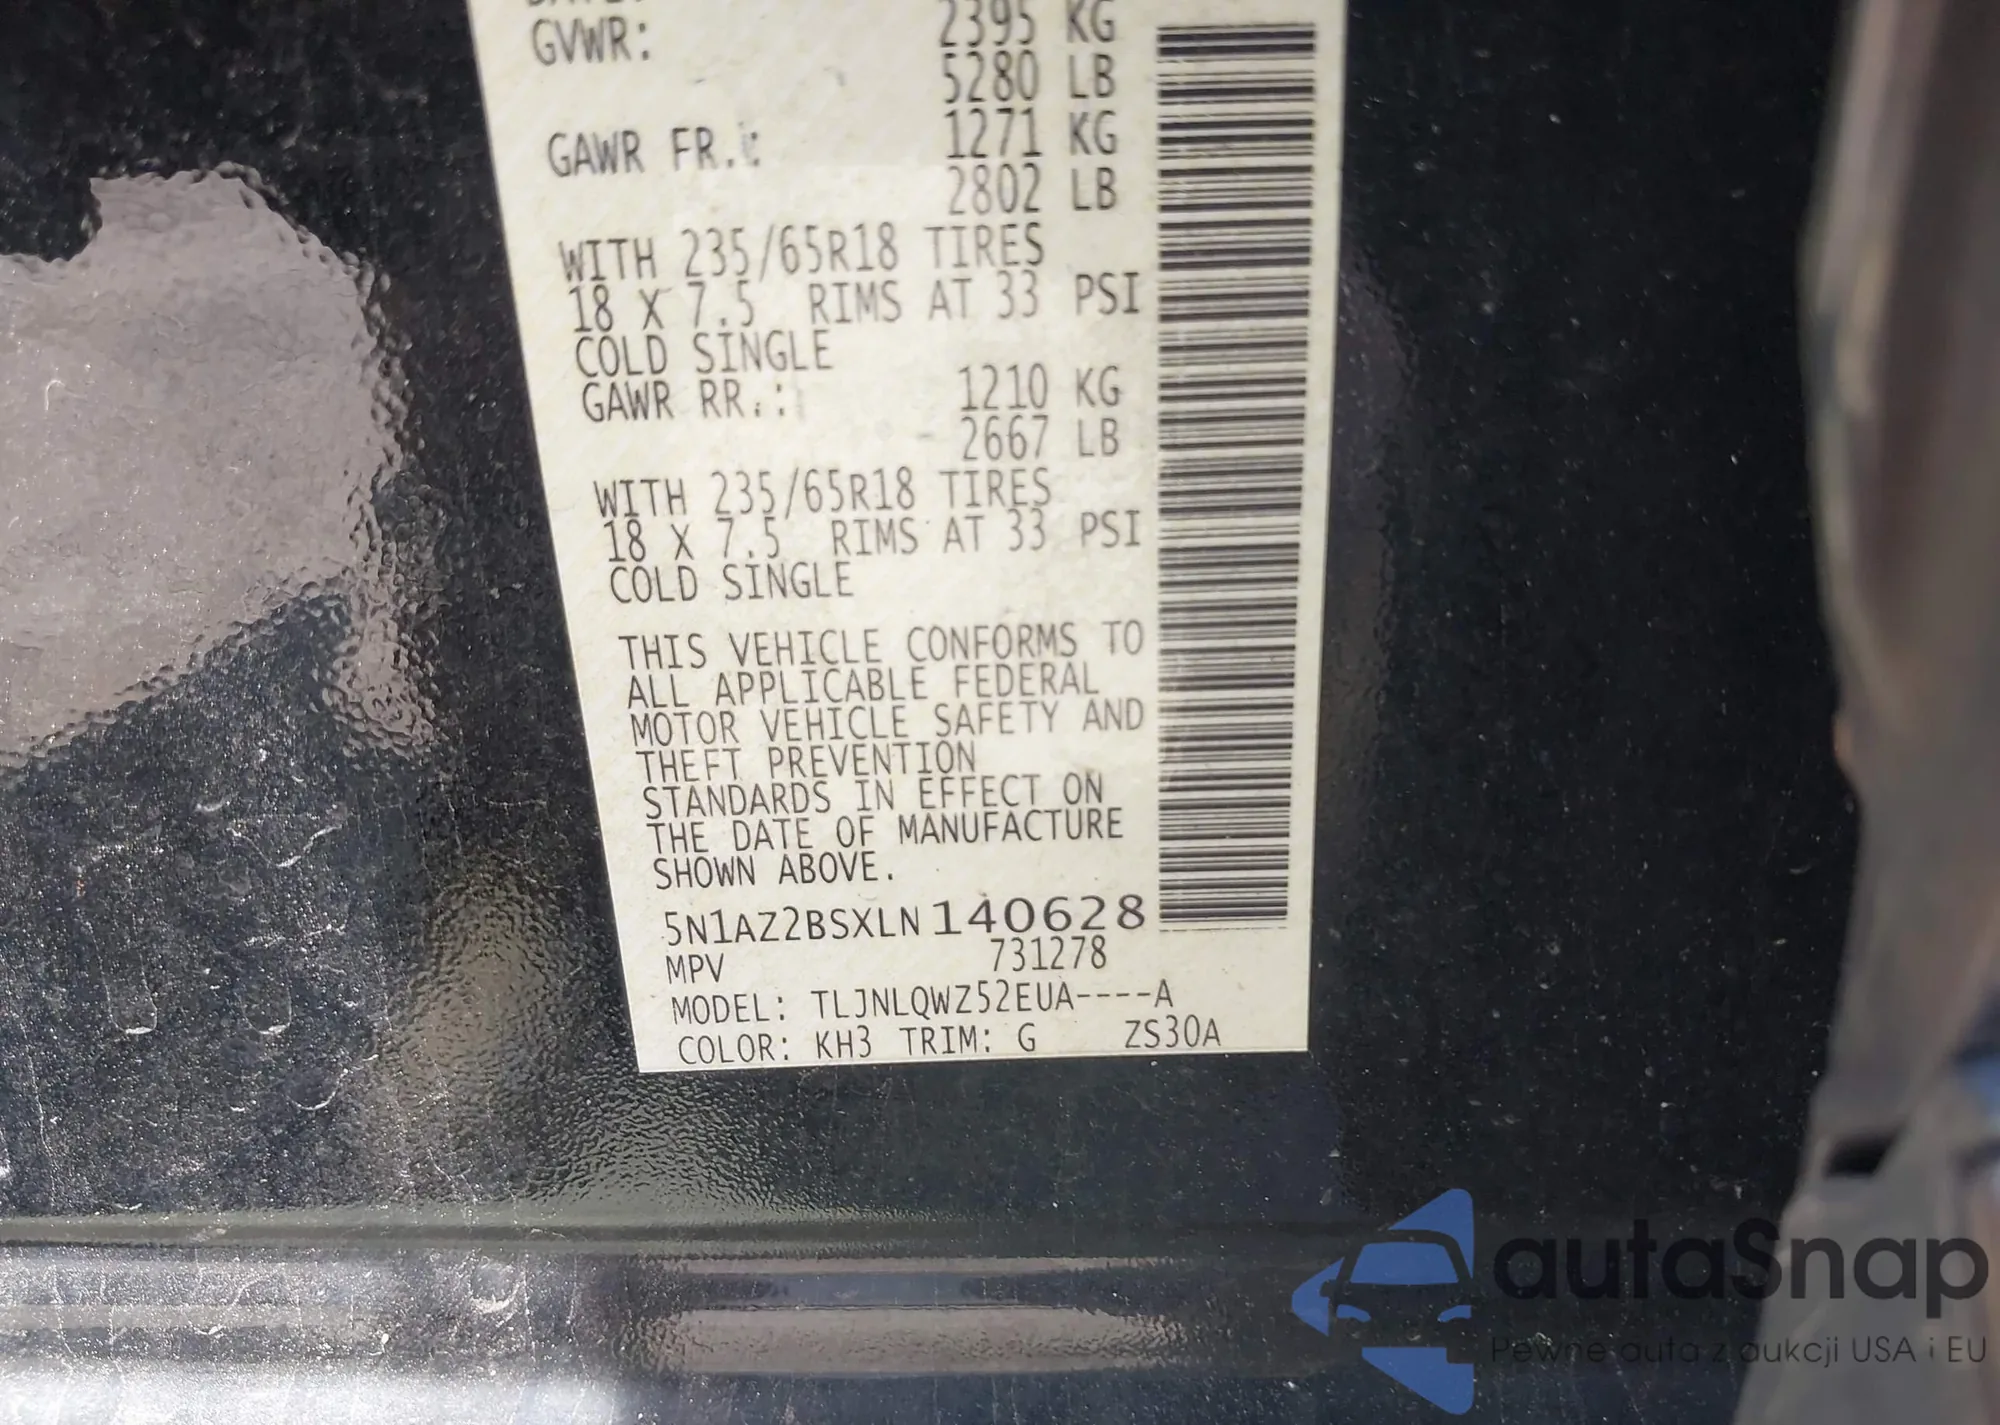 GVWR: 2395 KG
5280 LB
GAWR FR.: 1271 KG
2802 LB
WITH 235/65R18 TIRES
18 X 7.5 RIMS AT 33 PSI
COLD SINGLE
GAWR RR.: 1210 KG
2667 LB
WITH 235/65R18 TIRES
18 X 7.5 RIMS AT 33 PSI
COLD SINGLE
THIS VEHICLE CONFORMS TO
ALL APPLICABLE FEDERAL
MOTOR VEHICLE SAFETY AND
THEFT PREVENTION
STANDARDS IN EFFECT ON
THE DATE OF MANUFACTURE
SHOWN ABOVE.
5N1AZ2BSXLN140628
MPV 731278
MODEL: TLJNLQWZ52EUA----A
COLOR: KH3 TRIM: G ZS30A
autaSnap
Pewne auta z aukcji USA i EU